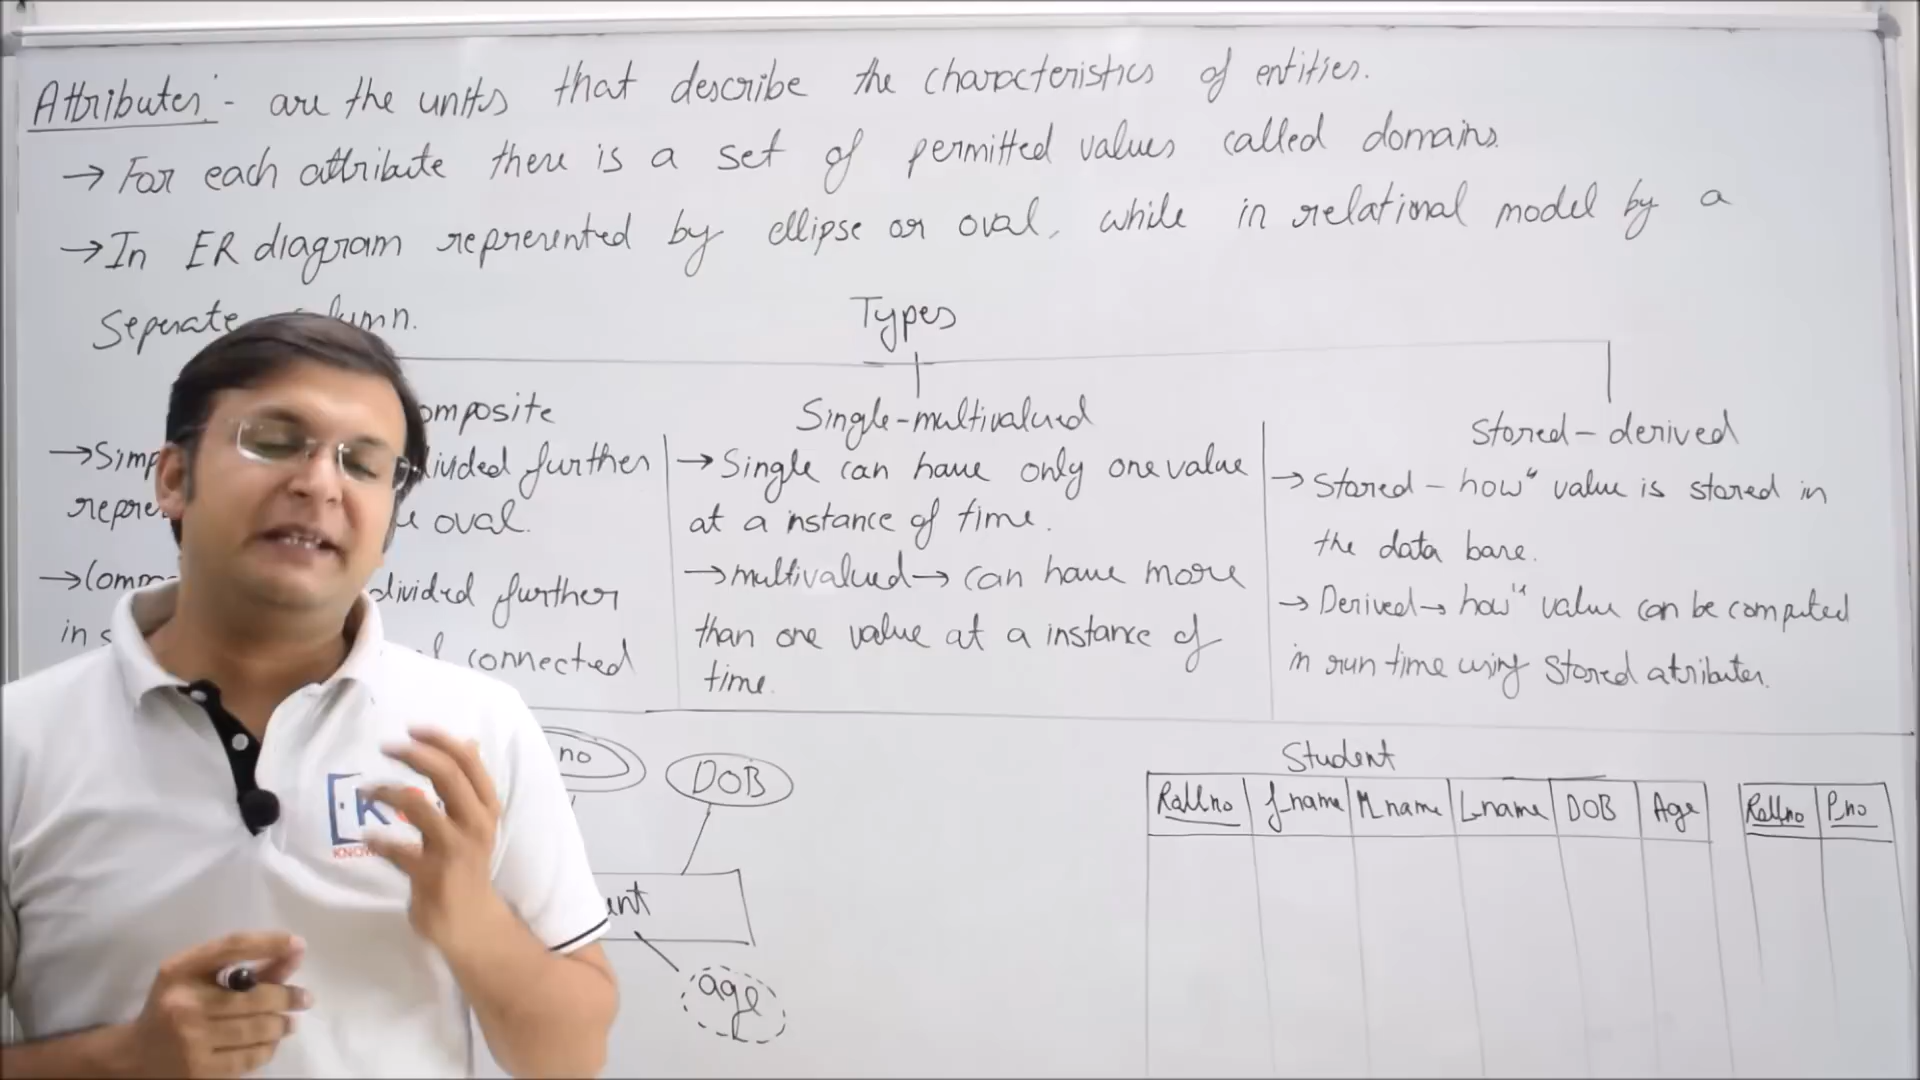 Attributes:- are the units that describe the characteristics of entities.
→ For each attribute there is a set of permitted values called domains.
→ In ER diagram represented by ellipse or oval, while in relational model by a
Seperate column.
Types
omposite
Single-multivalued
Stored-derived
→Simp
divided further
repre
oval.
→Comp
divided further
in s
connected
→ Single can have only one value
at a instance of time.
→multivalued→ can have more
than one value at a instance of
time.
→ Stored - how" value is stored in
the data base.
→ Derived→ how" value can be computed
in run time using stored atributes.
no
DOB
ent
age
Student
Rollno f_name M_name L_name DOB Age
Rollno P_no
K
KNOW